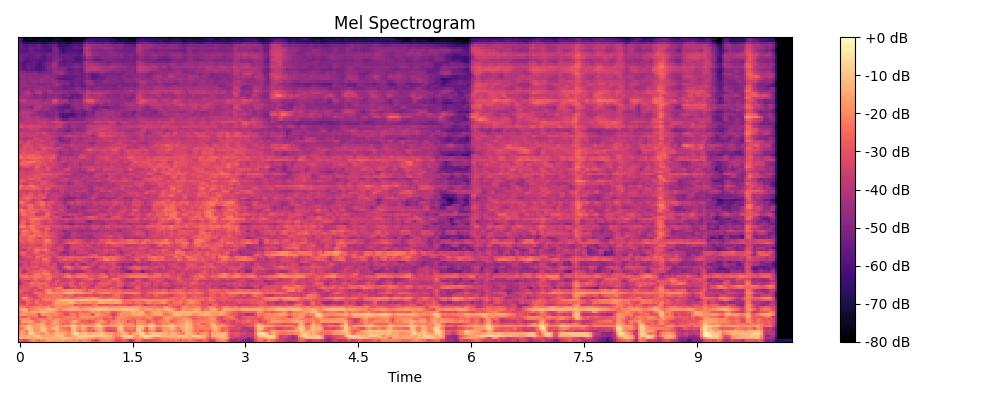 Mel Spectrogram
+0 dB
-10 dB
-20 dB
-30 dB
-40 dB
-50 dB
-60 dB
-70 dB
-80 dB
0 1.5 3 4.5 6 7.5 9
Time